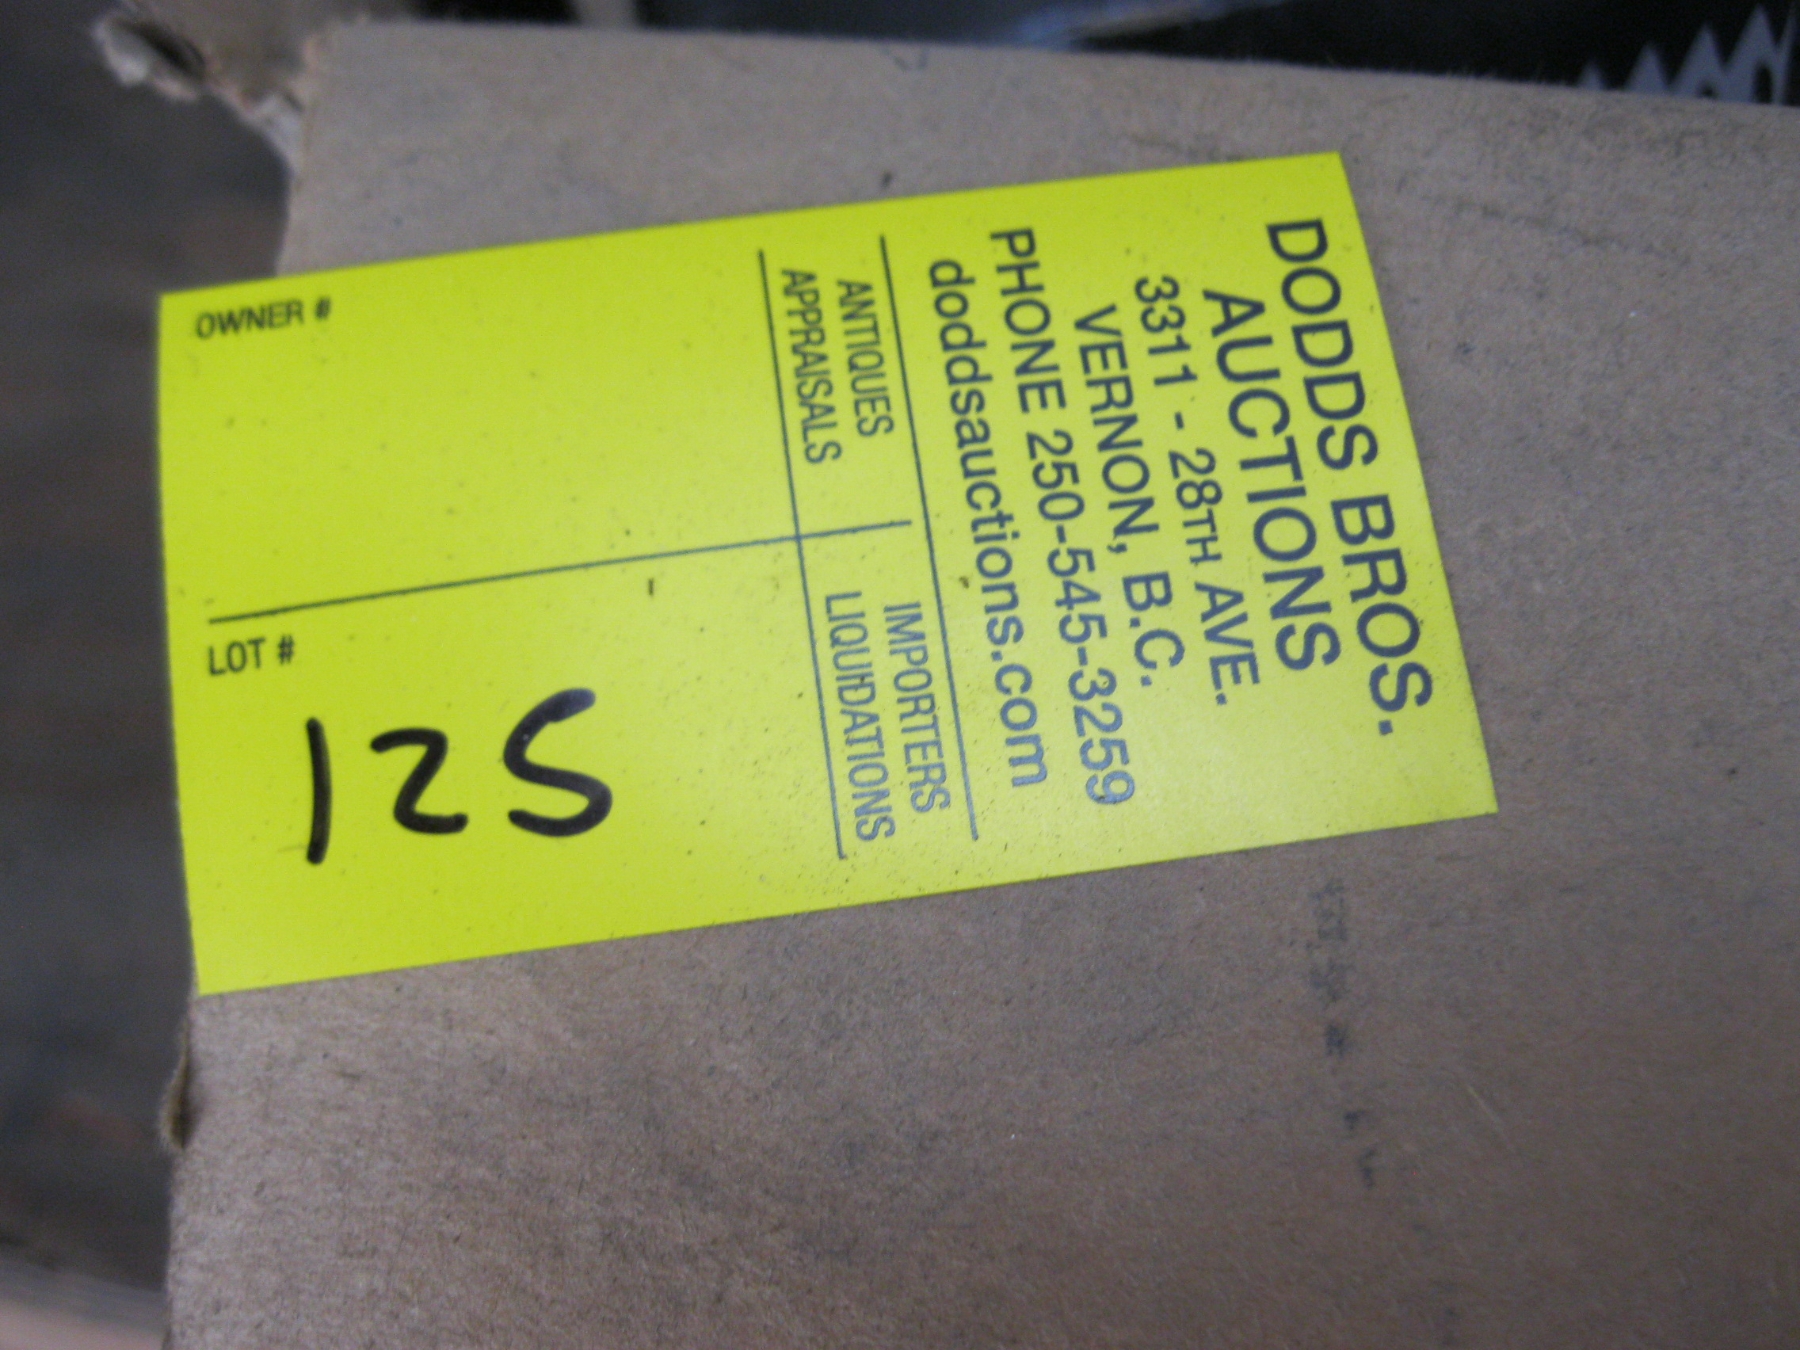 DODDS BROS.
AUCTIONS
3311 - 28TH AVE.
VERNON, B.C.
PHONE 250-545-3259
doddsauctions.com
ANTIQUES IMPORTERS
APPRAISALS LIQUIDATIONS
OWNER #
LOT #
125